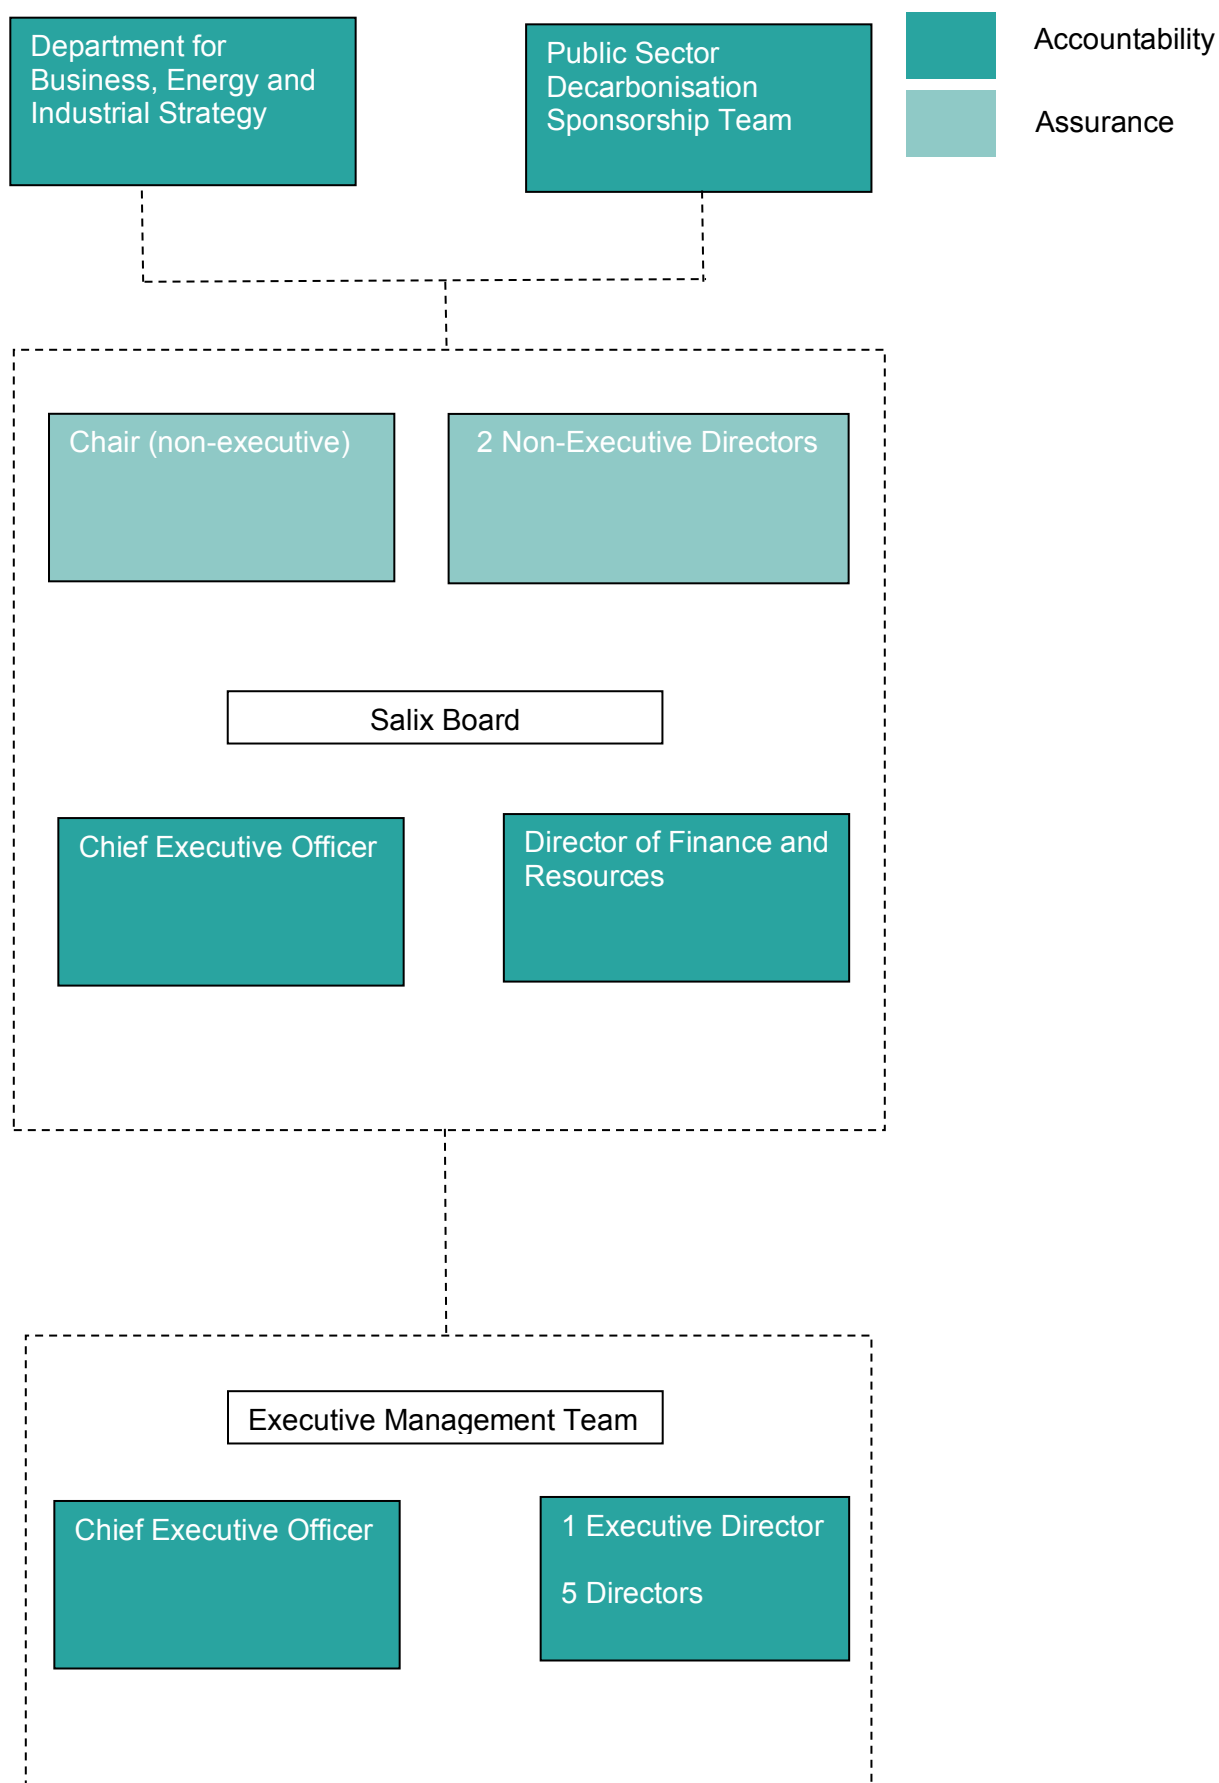 Department for
Business, Energy and
Industrial Strategy
Public Sector
Decarbonisation
Sponsorship Team
Accountability
Assurance
Chair (non-executive)
2 Non-Executive Directors
Salix Board
Chief Executive Officer
Director of Finance and
Resources
Executive Management Team
Chief Executive Officer
1 Executive Director
5 Directors